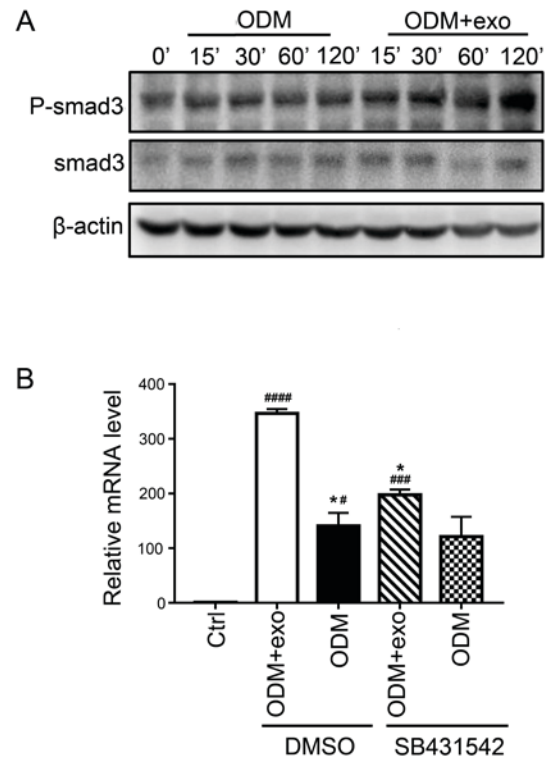 A
ODM
ODM+exo
0’ 15’ 30’ 60’ 120’ 15’ 30’ 60’ 120’
P-smad3
smad3
β-actin
B
Relative mRNA level
400
300
200
100
0
####
*#
*
###
Ctrl
ODM+exo
ODM
ODM+exo
ODM
DMSO
SB431542